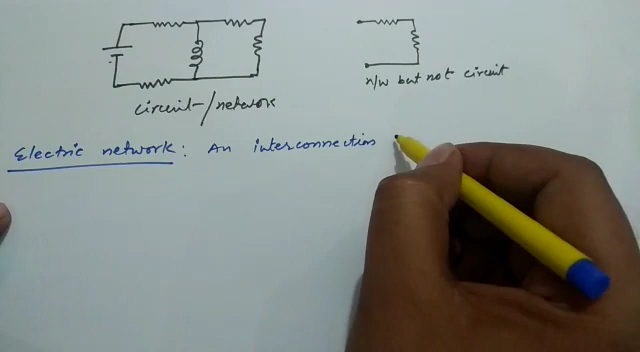 circuit/network
n/w but not circuit
Electric network: An interconnection